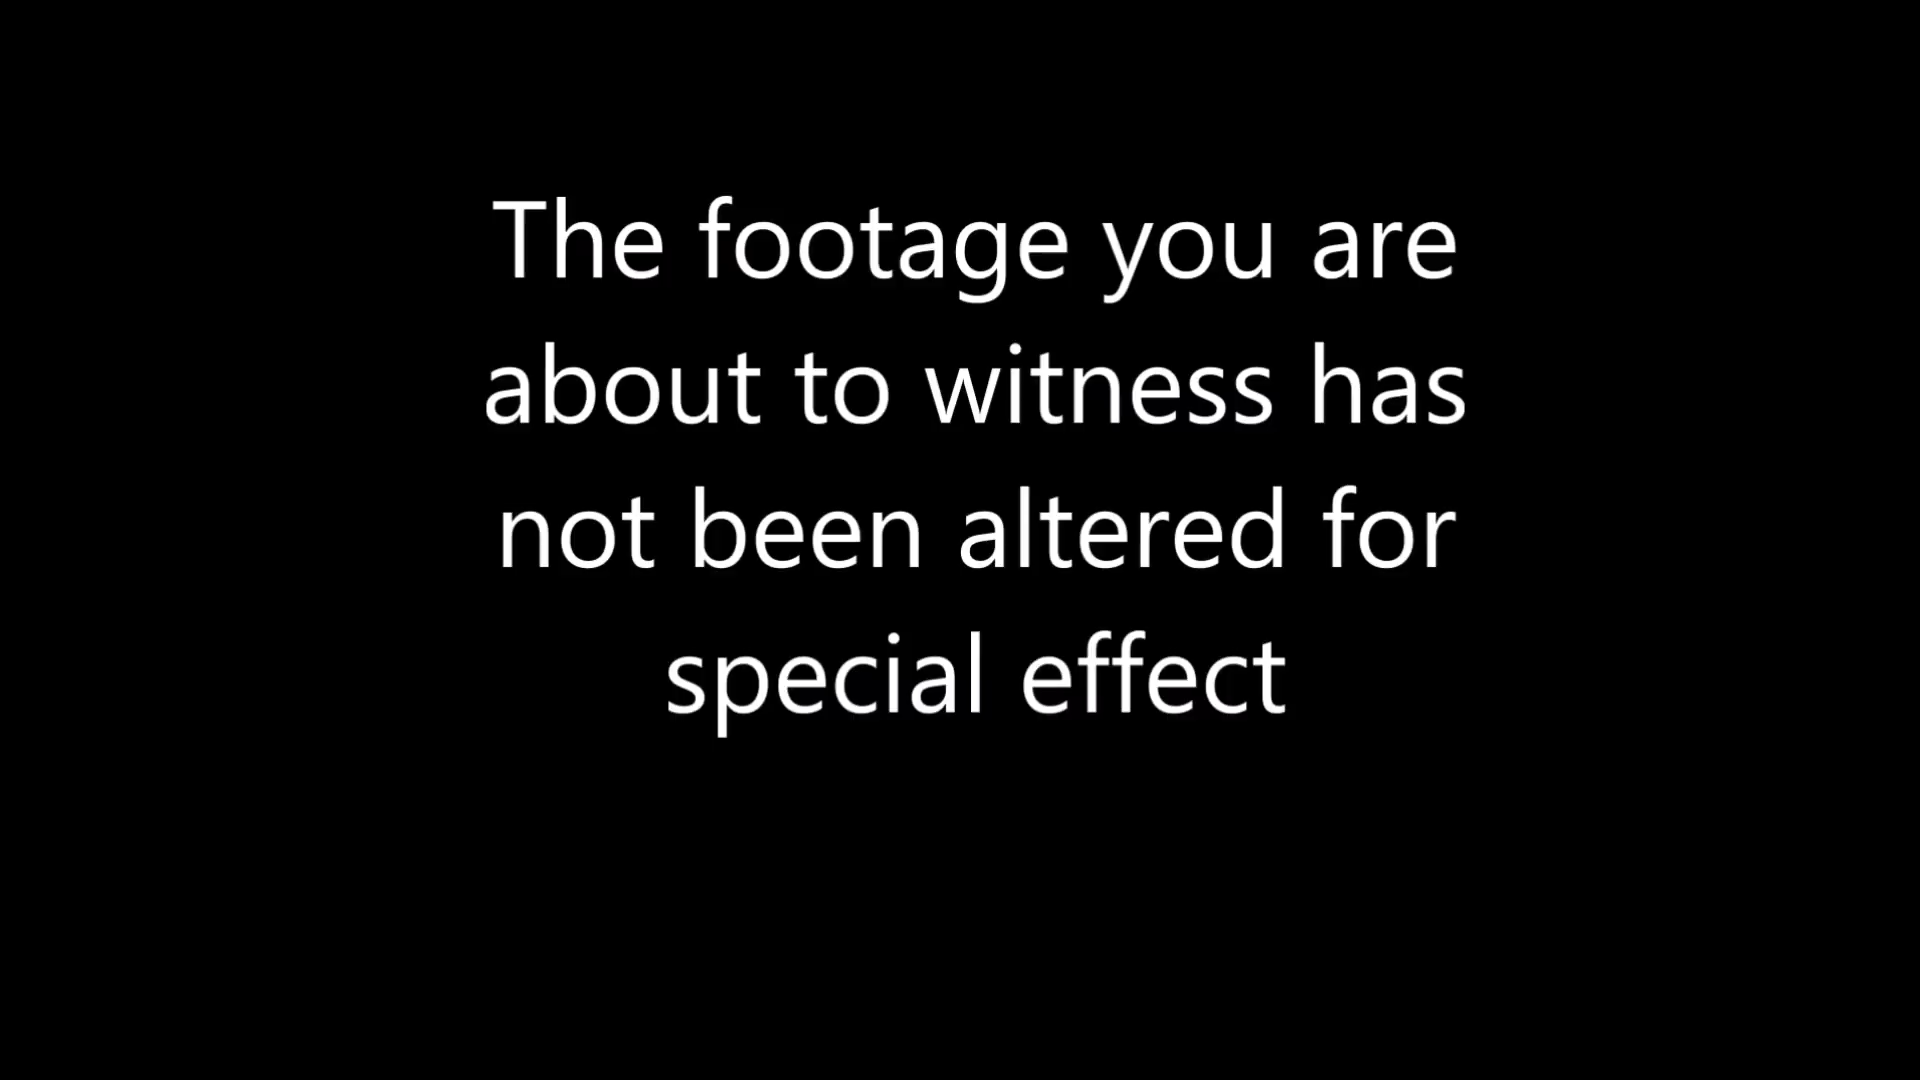 The footage you are
about to witness has
not been altered for
special effect